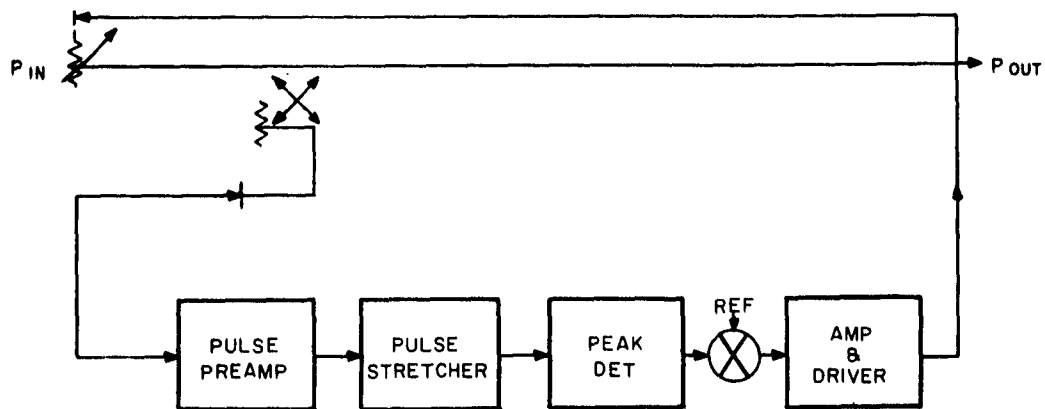 P IN
P OUT
REF
PULSE
PREAMP
PULSE
STRETCHER
PEAK
DET
AMP
&
DRIVER